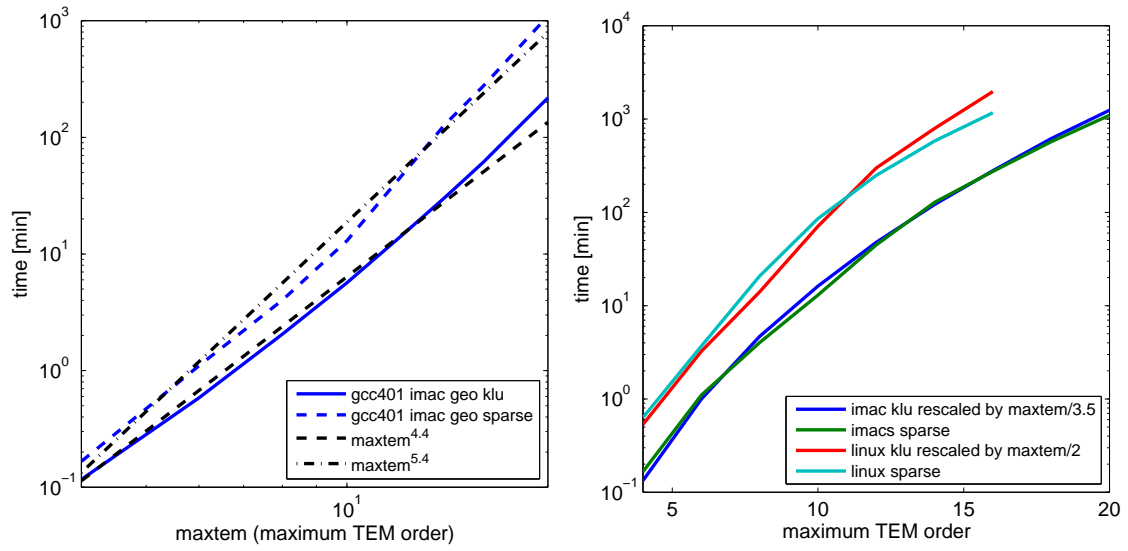 10^3
10^2
10^1
10^0
10^-1
time [min]
10^1
maxtem (maximum TEM order)
gcc401 imac geo klu
gcc401 imac geo sparse
maxtem^4.4
maxtem^5.4
10^4
10^3
10^2
10^1
10^0
10^-1
time [min]
5 10 15 20
maximum TEM order
imac klu rescaled by maxtem/3.5
imacs sparse
linux klu rescaled by maxtem/2
linux sparse